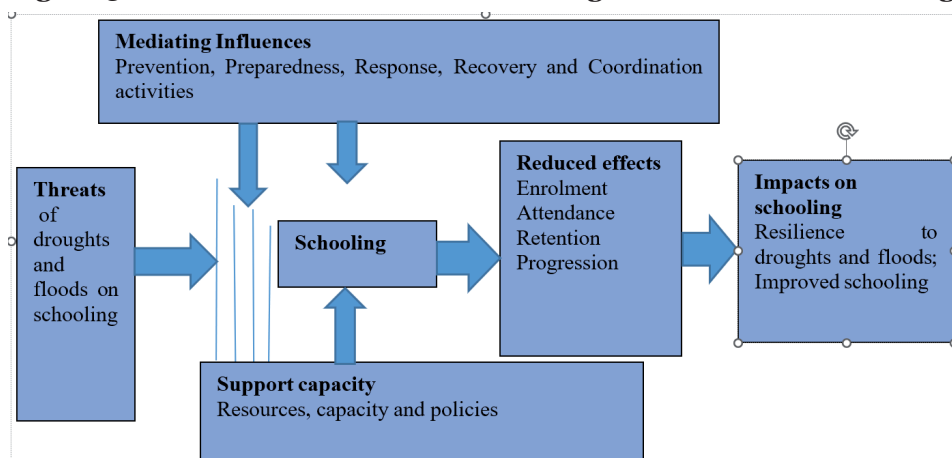 Mediating Influences
Prevention, Preparedness, Response, Recovery and Coordination
activities
Threats
of
droughts
and
floods on
schooling
Schooling
Reduced effects
Enrolment
Attendance
Retention
Progression
Impacts on
schooling
Resilience to
droughts and floods;
Improved schooling
Support capacity
Resources, capacity and policies